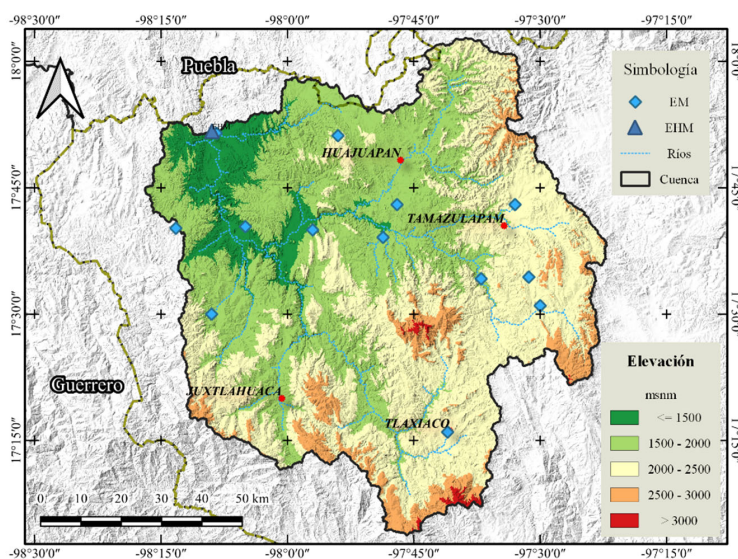 -98°30'0" -98°15'0" -98°00'0" -97°45'0" -97°30'0" -97°15'0"
18°0'0"
17°45'0"
17°30'0"
17°15'0"
Puebla
HUAJUAPAN
TAMAZULAPAM
Guerrero
JUXTLAHUACA
TLAXIACO
Simbología
EM
EHM
Ríos
Cuenca
Elevación
msnm
<= 1500
1500 - 2000
2000 - 2500
2500 - 3000
> 3000
0 10 20 30 40 50 km
-98°30'0" -98°15'0" -98°00'0" -97°45'0" -97°30'0" -97°15'0"